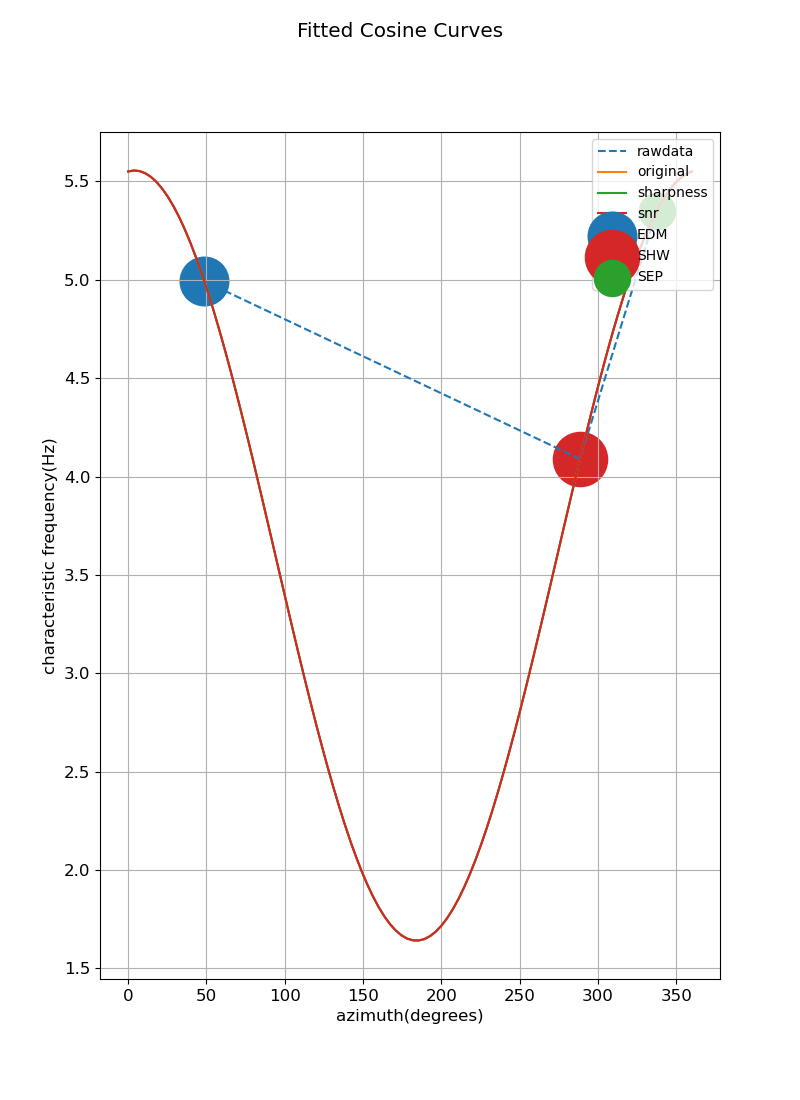 Fitted Cosine Curves
rawdata
original
sharpness
snr
EDM
SHW
SEP
characteristic frequency(Hz)
5.5
5.0
4.5
4.0
3.5
3.0
2.5
2.0
1.5
0 50 100 150 200 250 300 350
azimuth(degrees)